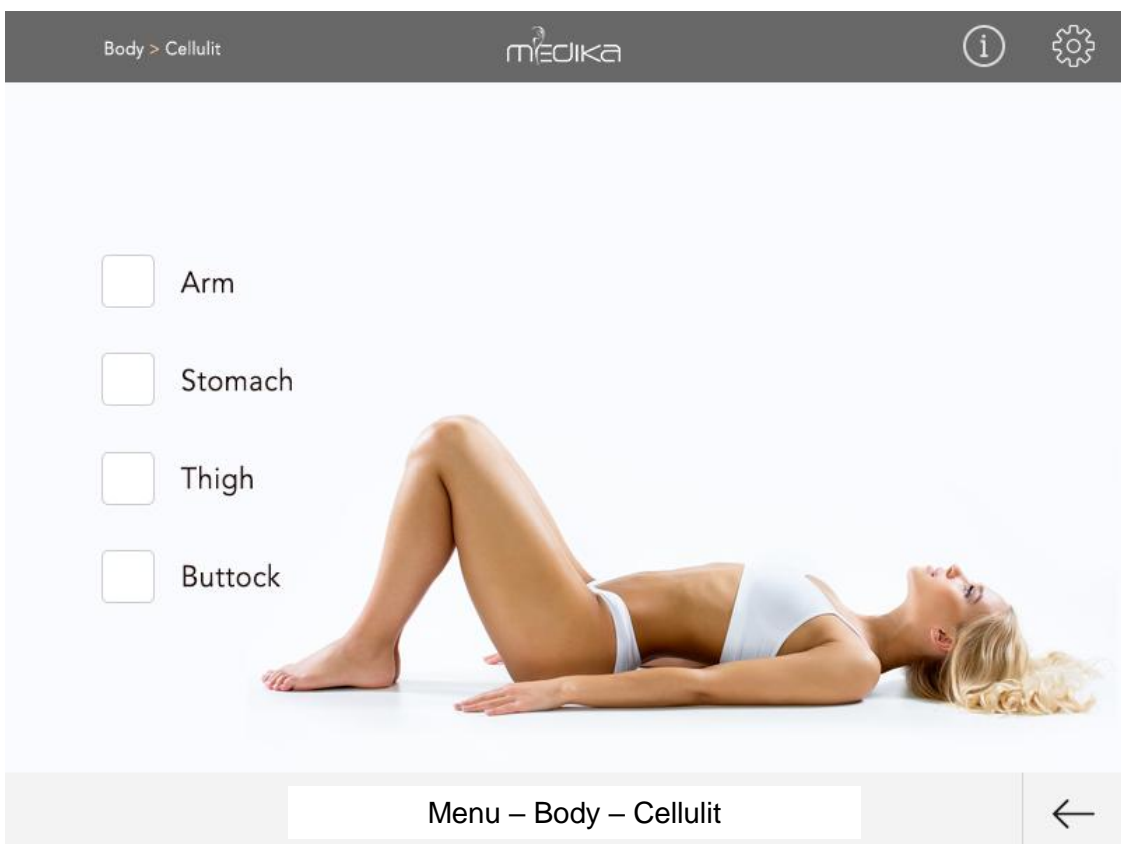 Body > Cellulit
medika
i
Arm
Stomach
Thigh
Buttock
Menu – Body – Cellulit